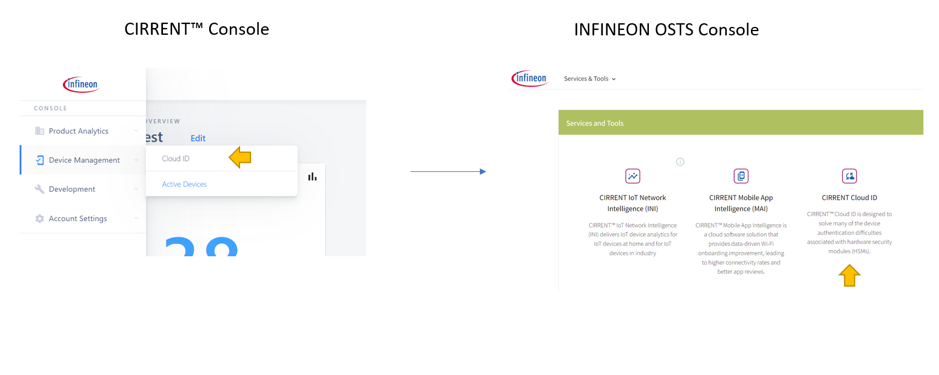 CIRRENT™ Console
infineon
CONSOLE
Product Analytics
Device Management
Development
Account Settings
VERVIEW
est
Edit
Cloud ID
Active Devices
INFINEON OSTS Console
infineon
Services & Tools
Services and Tools
CIRRENT IoT Network
Intelligence (INI)
CIRRENT™ IoT Network Intelligence
(INI) delivers IoT device analytics for
IoT devices at home and for IoT
devices in industry
CIRRENT Mobile App
Intelligence (MAI)
CIRRENT™ Mobile App Intelligence is
a cloud software solution that
provides data-driven Wi-Fi
onboarding improvement, leading
to higher connectivity rates and
better app reviews.
CIRRENT Cloud ID
CIRRENT™ Cloud ID is designed to
solve many of the device
authentication difficulties
associated with hardware security
modules (HSMs).